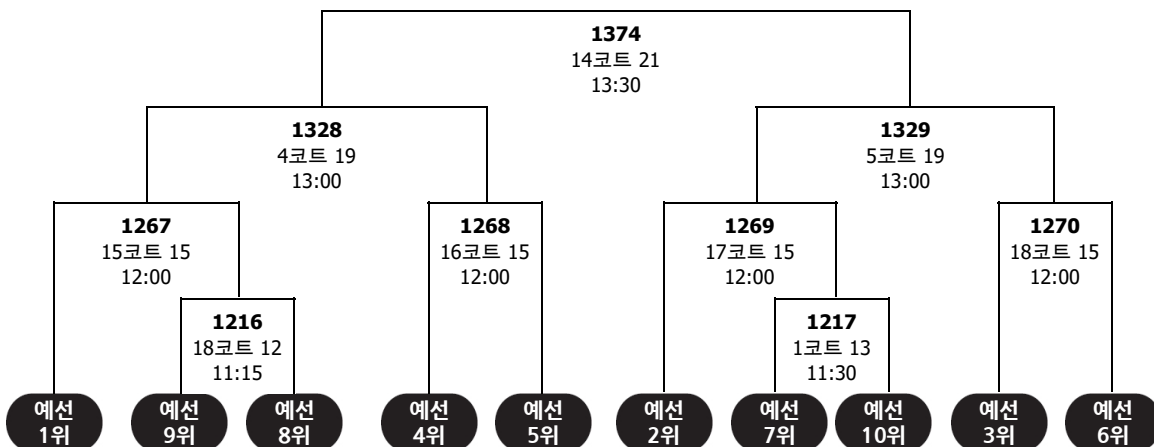 1374
14코트 21
13:30
1328
4코트 19
13:00
1329
5코트 19
13:00
1267
15코트 15
12:00
1268
16코트 15
12:00
1269
17코트 15
12:00
1270
18코트 15
12:00
1216
18코트 12
11:15
1217
1코트 13
11:30
예선
1위
예선
9위
예선
8위
예선
4위
예선
5위
예선
2위
예선
7위
예선
10위
예선
3위
예선
6위